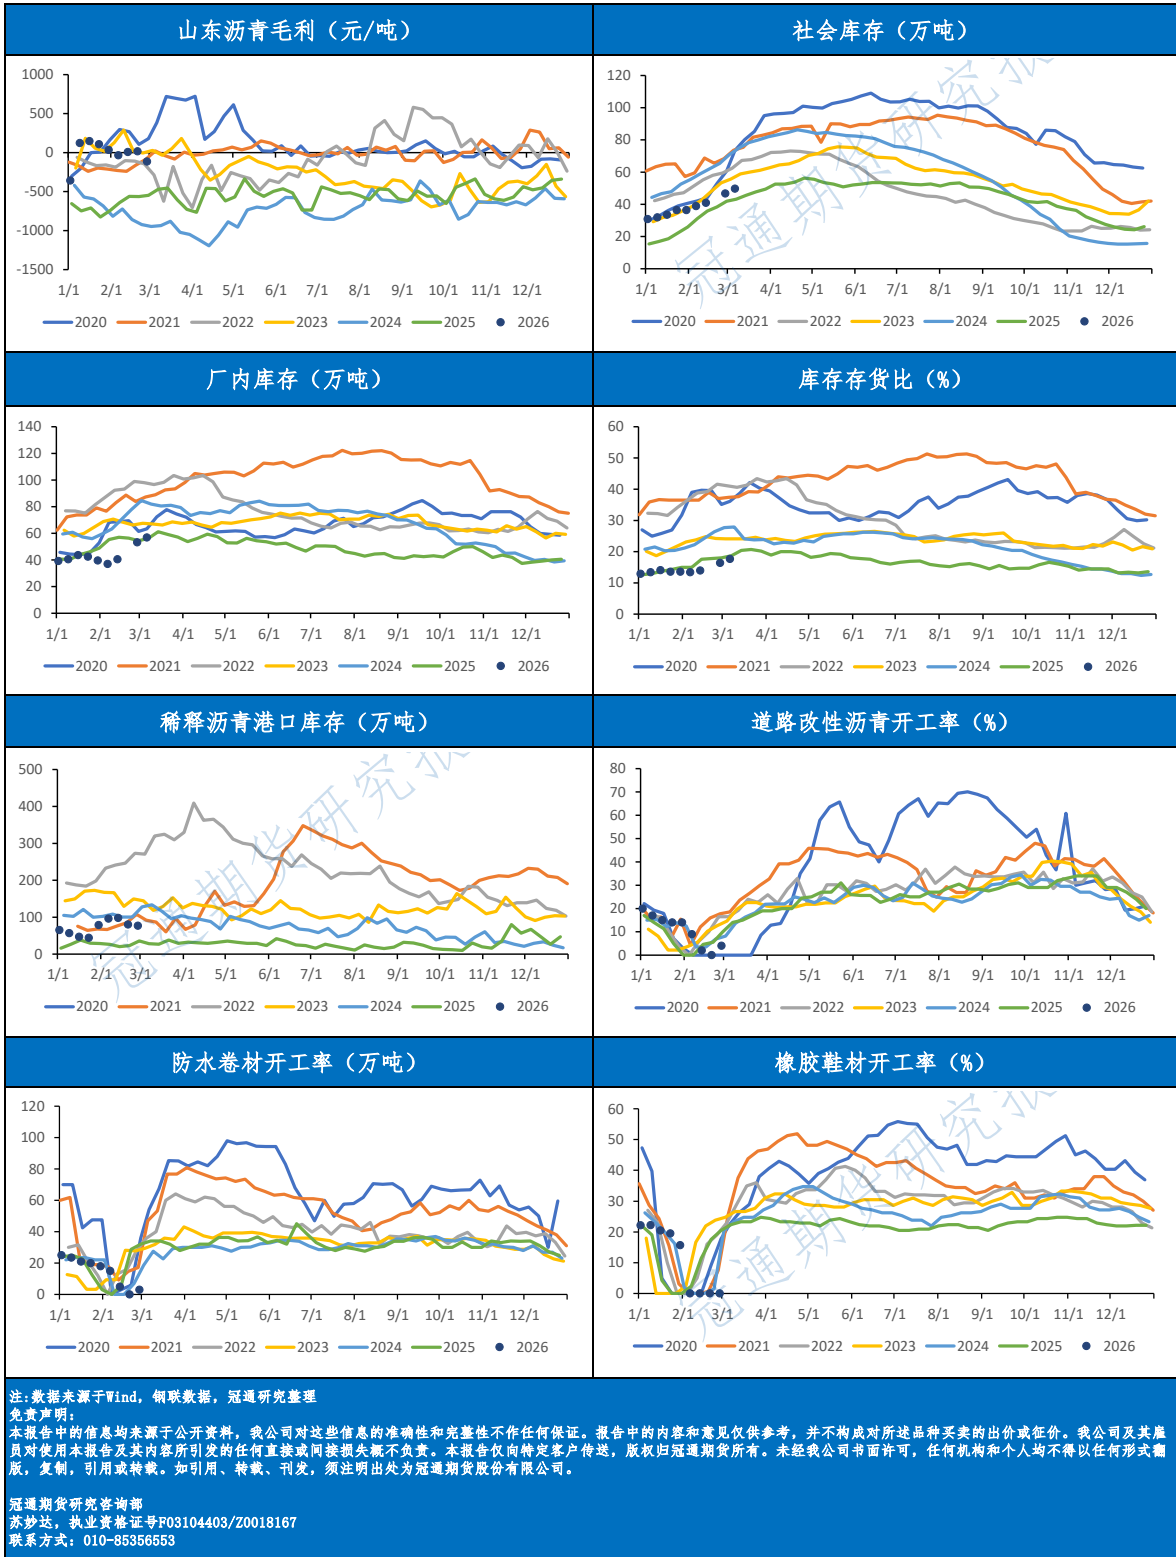 山东沥青毛利（元/吨）
社会库存（万吨）
1000
500
0
-500
-1000
-1500
1/1 2/1 3/1 4/1 5/1 6/1 7/1 8/1 9/1 10/1 11/1 12/1
2020 2021 2022 2023 2024 2025 2026
120
100
80
60
40
20
0
1/1 2/1 3/1 4/1 5/1 6/1 7/1 8/1 9/1 10/1 11/1 12/1
2020 2021 2022 2023 2024 2025 2026
冠通期货研究报
厂内库存（万吨）
库存存货比（%）
140
120
100
80
60
40
20
0
1/1 2/1 3/1 4/1 5/1 6/1 7/1 8/1 9/1 10/1 11/1 12/1
2020 2021 2022 2023 2024 2025 2026
60
50
40
30
20
10
0
1/1 2/1 3/1 4/1 5/1 6/1 7/1 8/1 9/1 10/1 11/1 12/1
2020 2021 2022 2023 2024 2025 2026
稀释沥青港口库存（万吨）
道路改性沥青开工率（%）
500
400
300
200
100
0
1/1 2/1 3/1 4/1 5/1 6/1 7/1 8/1 9/1 10/1 11/1 12/1
2020 2021 2022 2023 2024 2025 2026
冠通期货研究报
80
70
60
50
40
30
20
10
0
1/1 2/1 3/1 4/1 5/1 6/1 7/1 8/1 9/1 10/1 11/1 12/1
2020 2021 2022 2023 2024 2025 2026
防水卷材开工率（万吨）
橡胶鞋材开工率（%）
120
100
80
60
40
20
0
1/1 2/1 3/1 4/1 5/1 6/1 7/1 8/1 9/1 10/1 11/1 12/1
2020 2021 2022 2023 2024 2025 2026
60
50
40
30
20
10
0
1/1 2/1 3/1 4/1 5/1 6/1 7/1 8/1 9/1 10/1 11/1 12/1
2020 2021 2022 2023 2024 2025 2026
冠通期货研究报
注:数据来源于Wind，钢联数据，冠通研究整理
免责声明：
本报告中的信息均来源于公开资料，我公司对这些信息的准确性和完整性不作任何保证。报告中的内容和意见仅供参考，并不构成对所述品种买卖的出价或征价。我公司及其雇
员对使用本报告及其内容所引发的任何直接或间接损失概不负责。本报告仅向特定客户传送，版权归冠通期货所有。未经我公司书面许可，任何机构和个人均不得以任何形式翻
版，复制，引用或转载。如引用、转载、刊发，须注明出处为冠通期货股份有限公司。
冠通期货研究咨询部
苏妙达，执业资格证号F03104403/Z0018167
联系方式：010-85356553